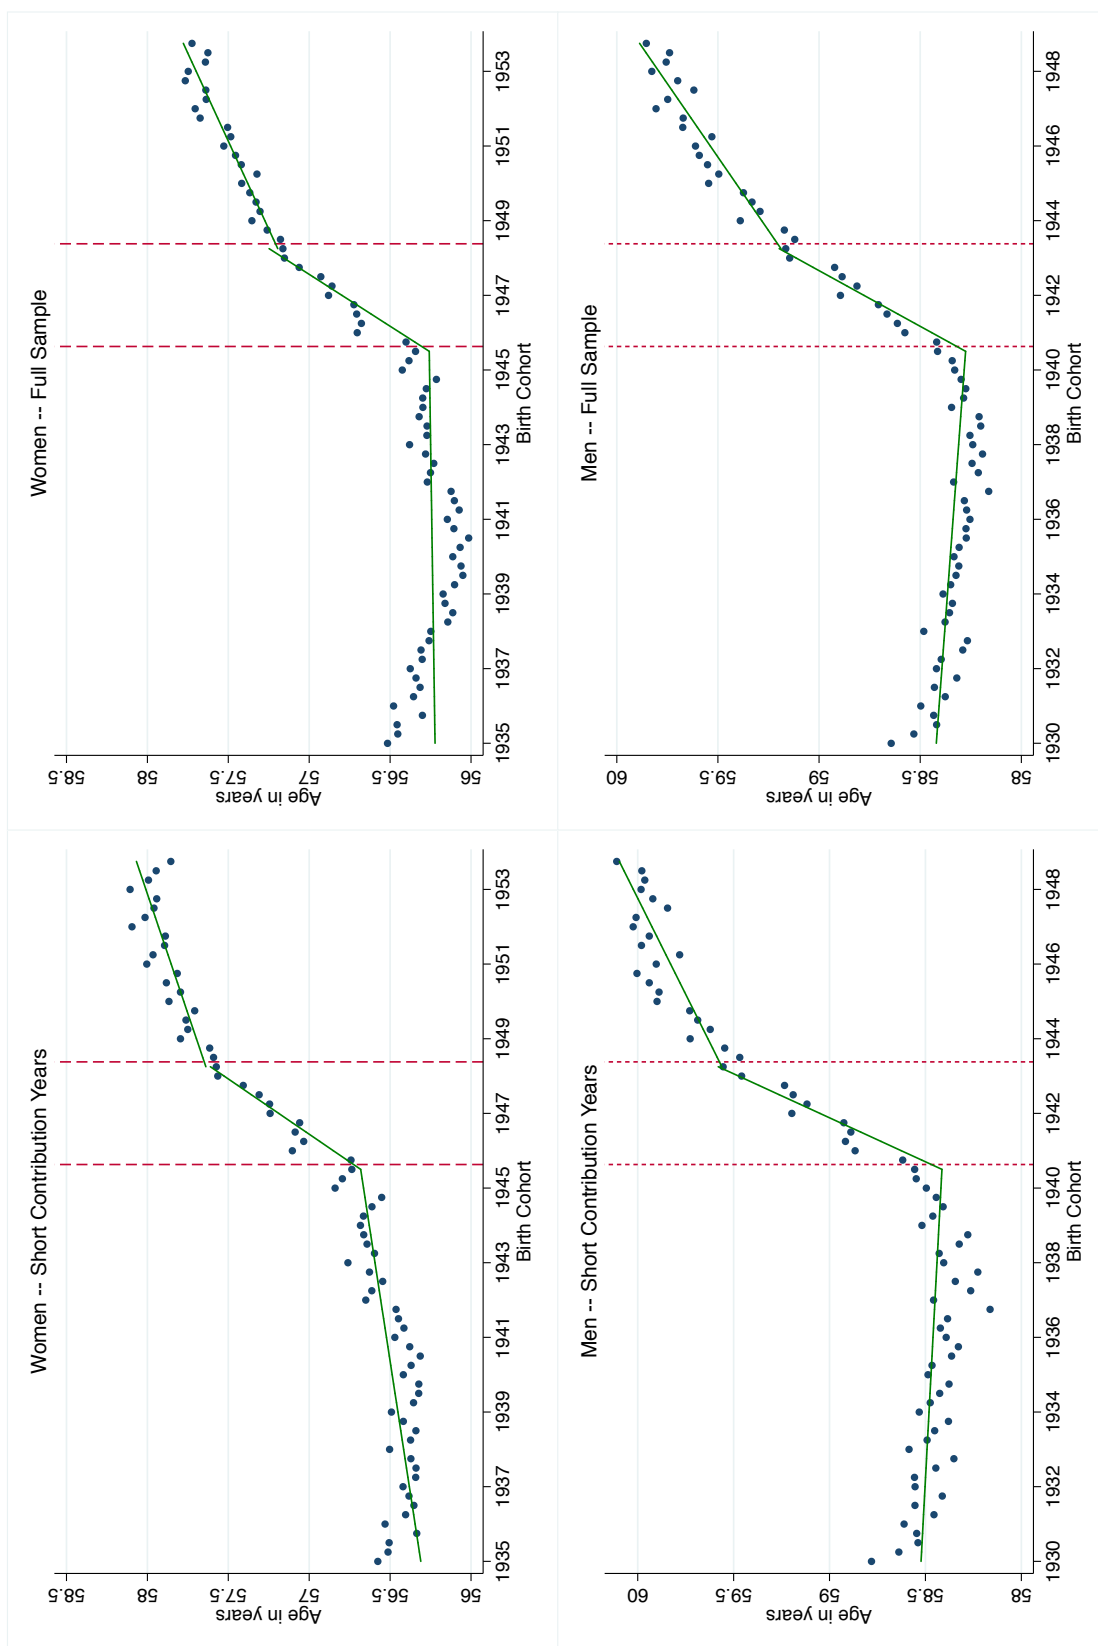 Women -- Short Contribution Years
Age in years
58.5
58
57.5
57
56.5
56
1935 1937 1939 1941 1943 1945 1947 1949 1951 1953
Birth Cohort
Women -- Full Sample
Age in years
58.5
58
57.5
57
56.5
56
1935 1937 1939 1941 1943 1945 1947 1949 1951 1953
Birth Cohort
Men -- Short Contribution Years
Age in years
60
59.5
59
58.5
58
1930 1932 1934 1936 1938 1940 1942 1944 1946 1948
Birth Cohort
Men -- Full Sample
Age in years
60
59.5
59
58.5
58
1930 1932 1934 1936 1938 1940 1942 1944 1946 1948
Birth Cohort